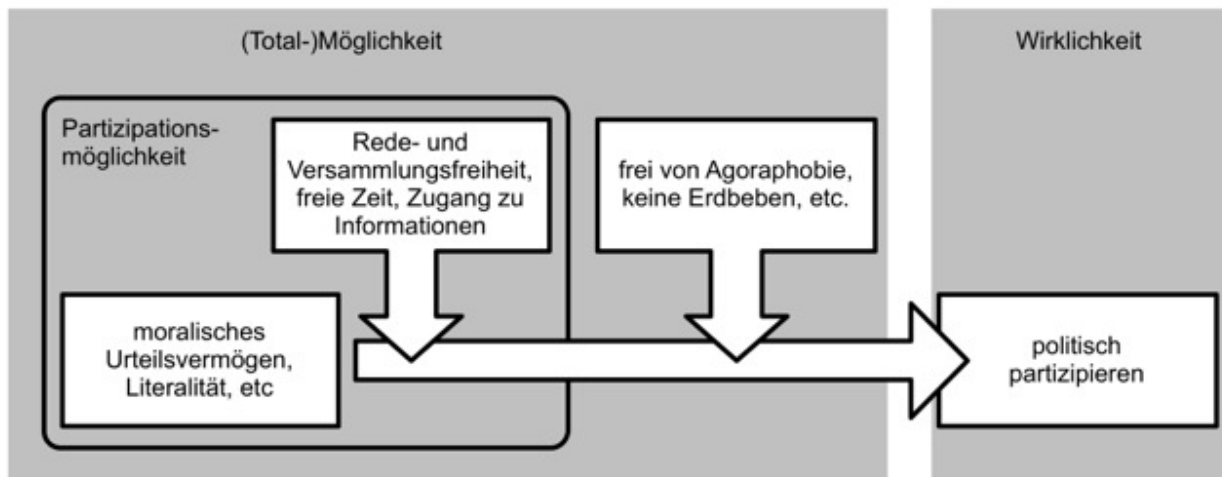 (Total-)Möglichkeit
Wirklichkeit
Partizipations-
möglichkeit
Rede- und
Versammlungsfreiheit,
freie Zeit, Zugang zu
Informationen
frei von Agoraphobie,
keine Erdbeben, etc.
moralisches
Urteilsvermögen,
Literalität, etc
politisch
partizipieren